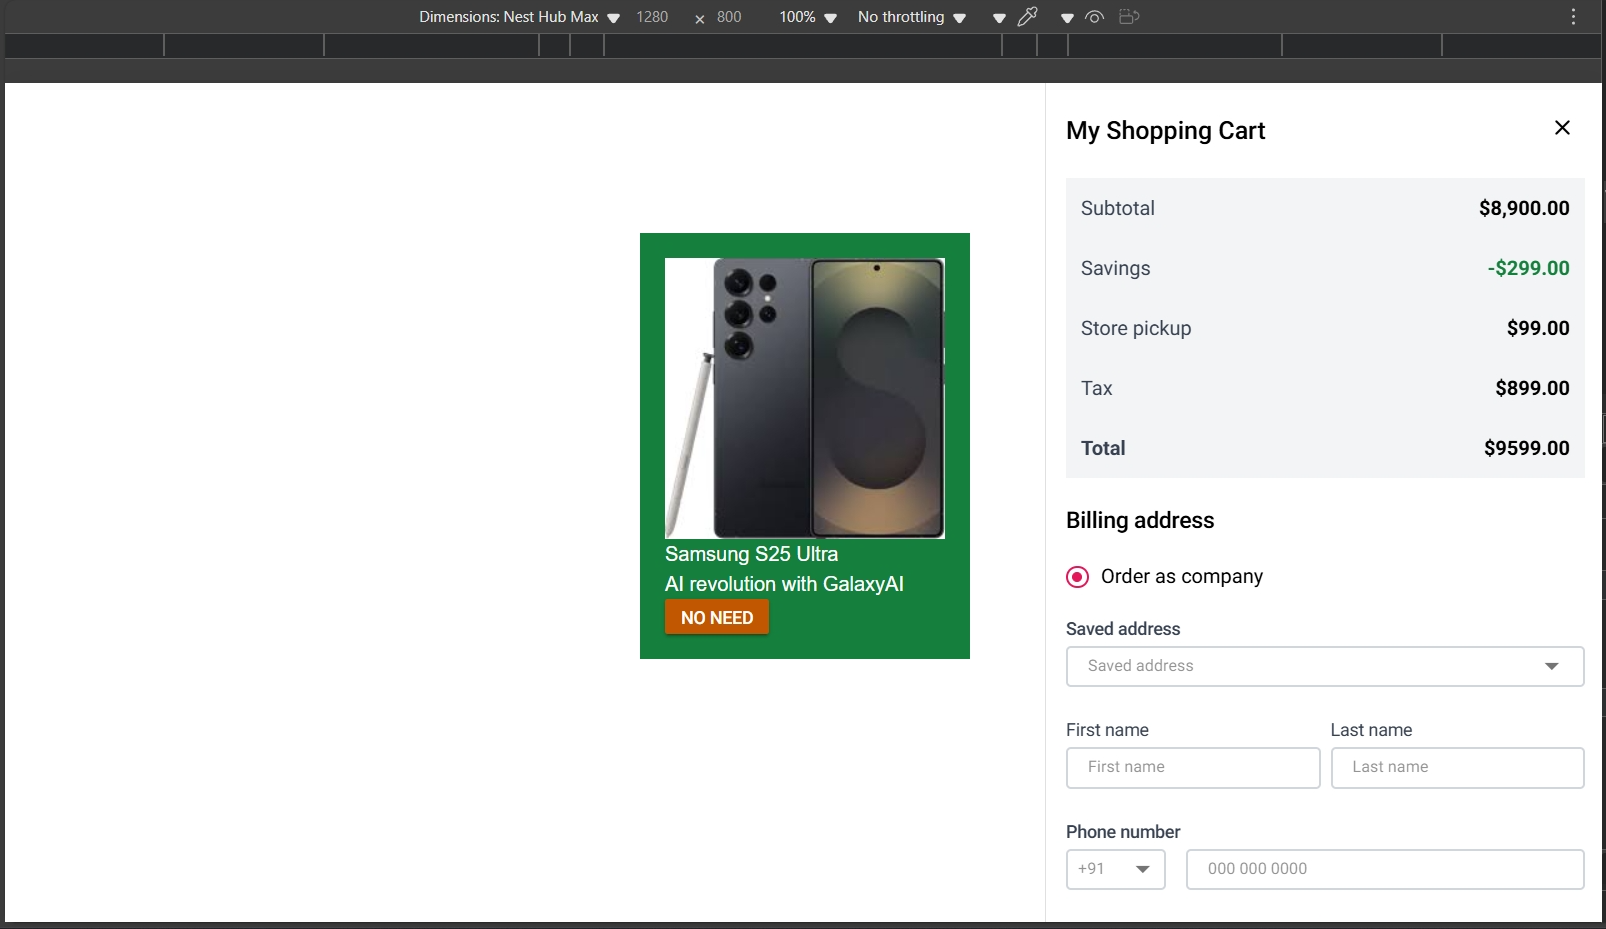 Dimensions: Nest Hub Max 1280 × 800 100% No throttling
Samsung S25 Ultra
AI revolution with GalaxyAI
NO NEED
My Shopping Cart
Subtotal $8,900.00
Savings -$299.00
Store pickup $99.00
Tax $899.00
Total $9599.00
Billing address
Order as company
Saved address
Saved address
First name Last name
First name Last name
Phone number
+91 000 000 0000